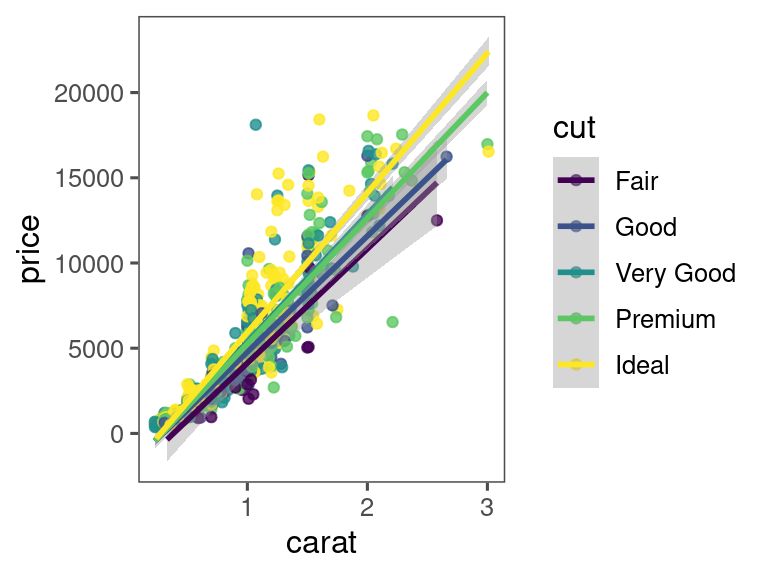 20000
15000
10000
5000
0
price
1 2 3
carat
cut
Fair
Good
Very Good
Premium
Ideal